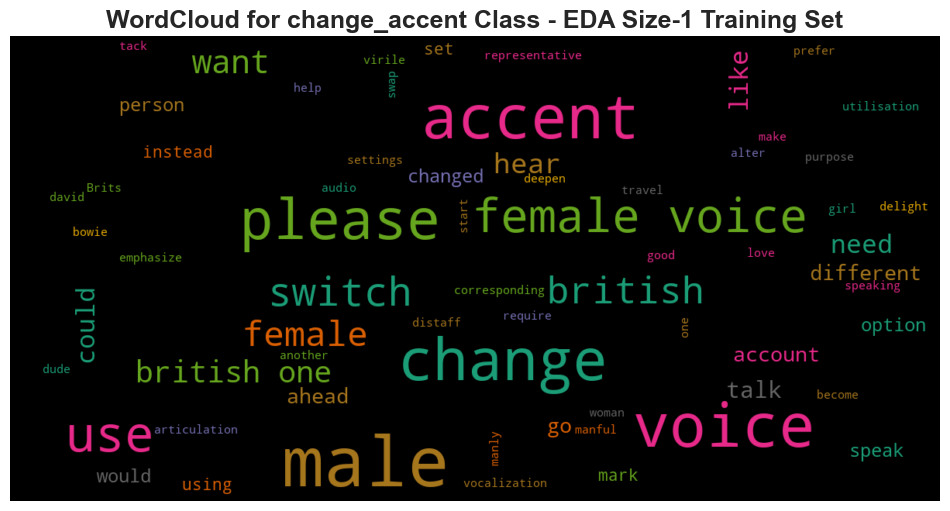 WordCloud for change_accent Class - EDA Size-1 Training Set
tack
want
virile
set
representative
like
prefer
help
swap
person
accent
utilisation
instead
settings
hear
make
alter
purpose
changed
deepen
Brits
david
audio
travel
start
please
female voice
girl
delight
bowie
need
emphasize
good
love
different
speaking
switch
corresponding
british
could
distaff
require
one
option
female
another
dude
british one
change
account
ahead
talk
become
use
articulation
woman
go
manful
voice
male
manly
speak
would
using
vocalization
mark